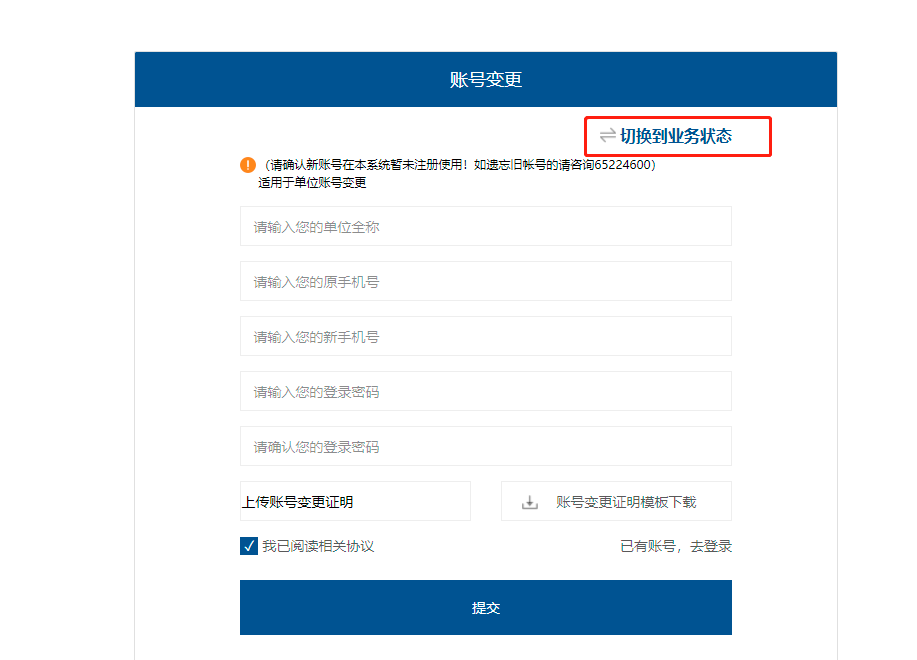 账号变更
切换到业务状态
（请确认新账号在本系统暂未注册使用！如遗忘旧帐号的请咨询65224600）
适用于单位账号变更
请输入您的单位全称
请输入您的原手机号
请输入您的新手机号
请输入您的登录密码
请确认您的登录密码
上传账号变更证明
账号变更证明模板下载
我已阅读相关协议
已有账号，去登录
提交